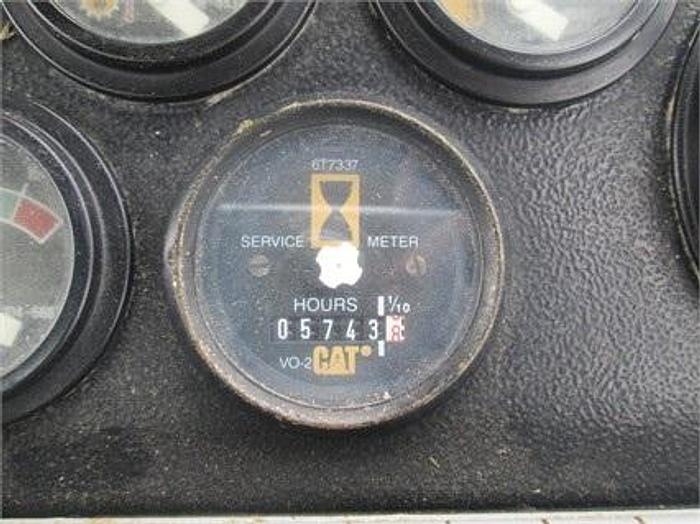 6T7337
SERVICE METER
HOURS 1/10
05743
VO-2 CAT